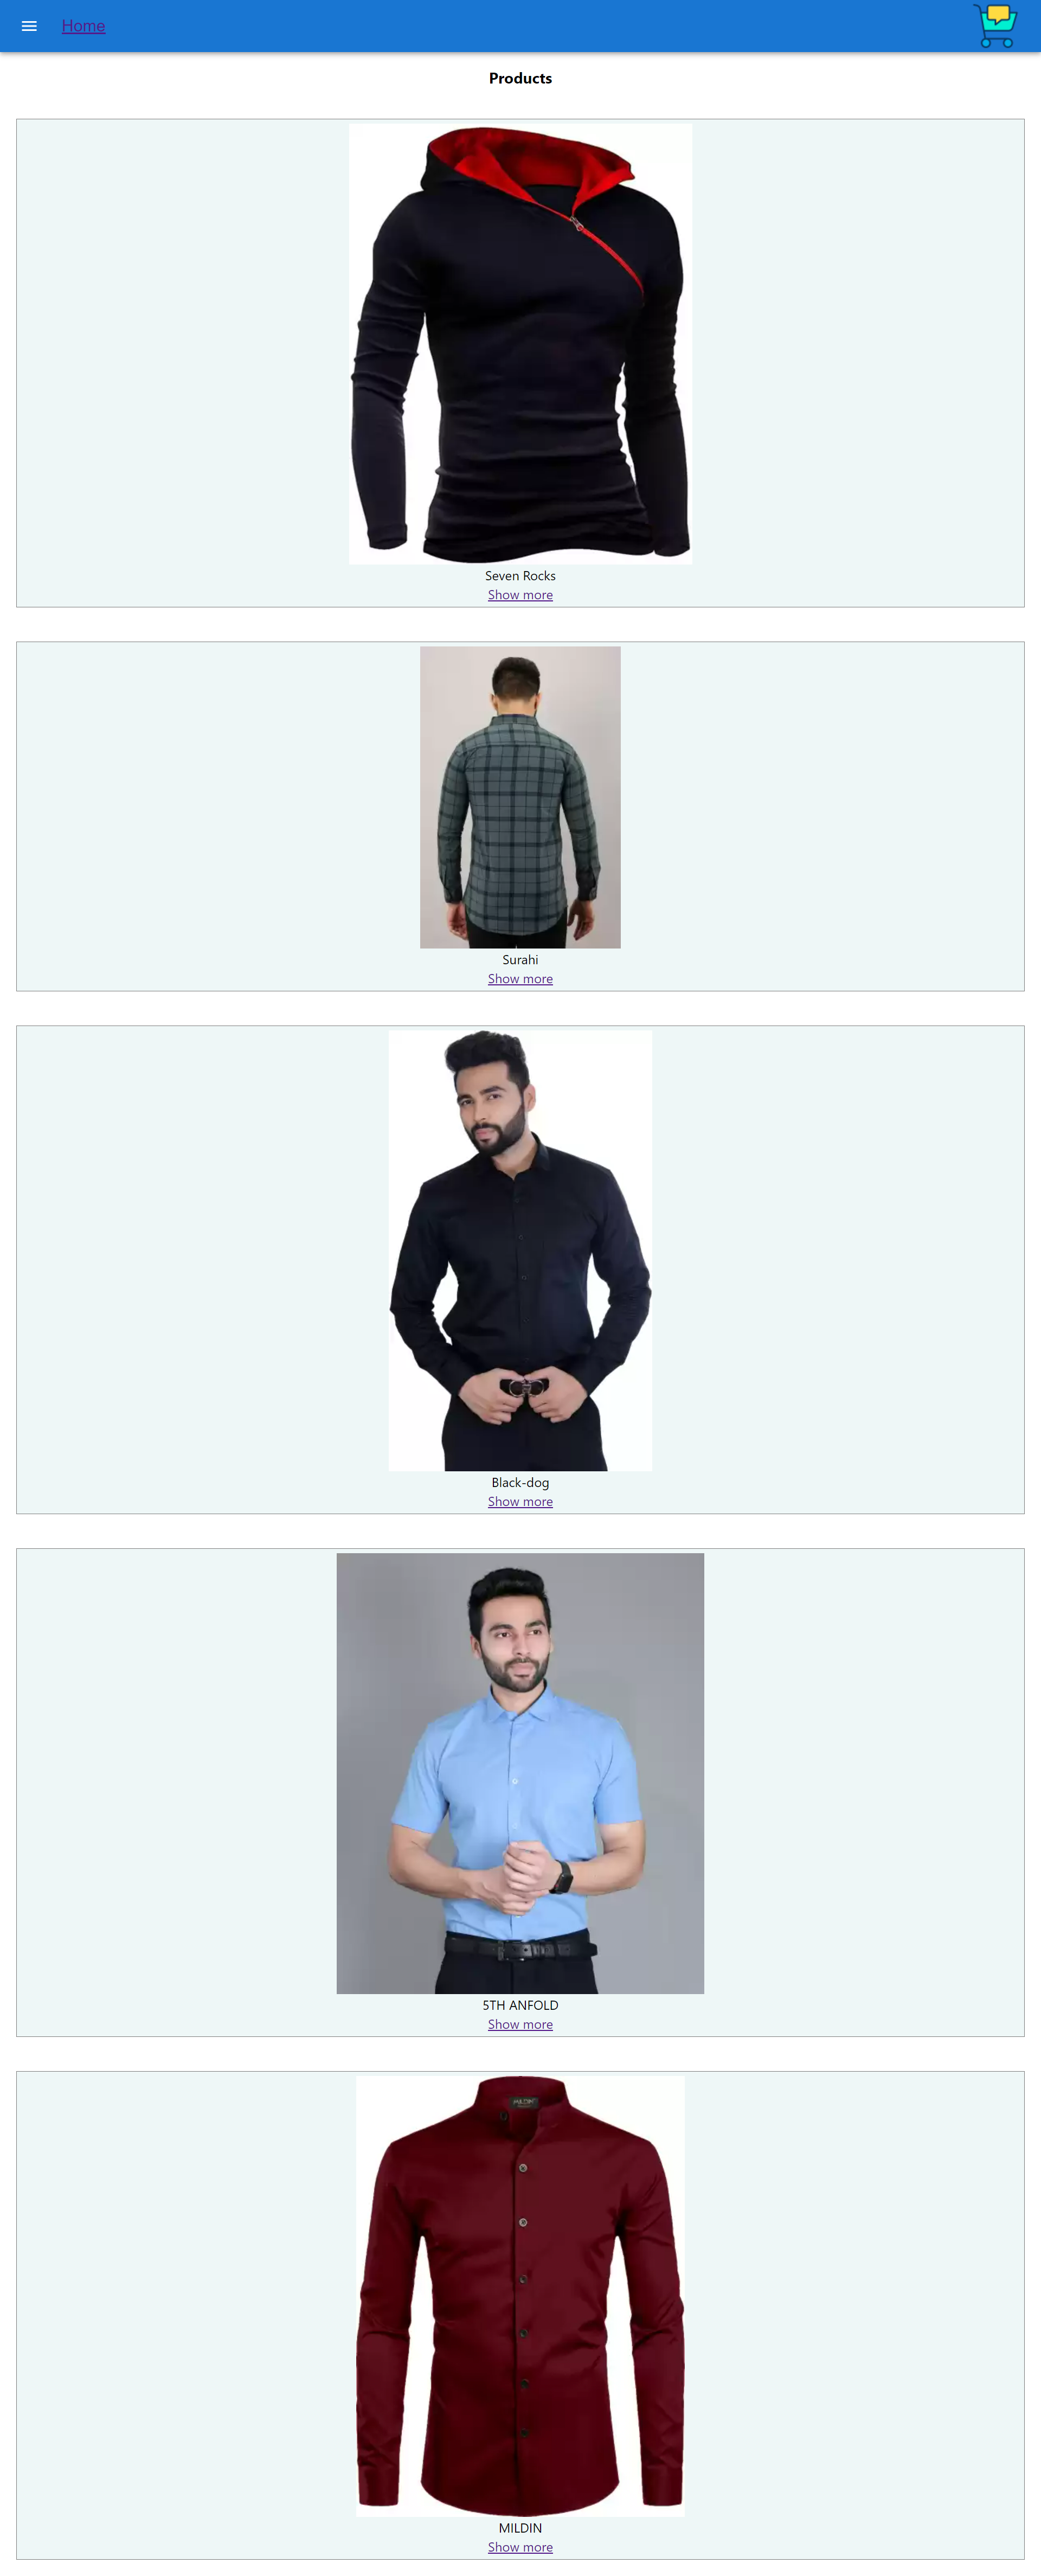 Home
Products
Seven Rocks
Show more
Surahi
Show more
Black-dog
Show more
5TH ANFOLD
Show more
MILDIN
MILDIN
Show more